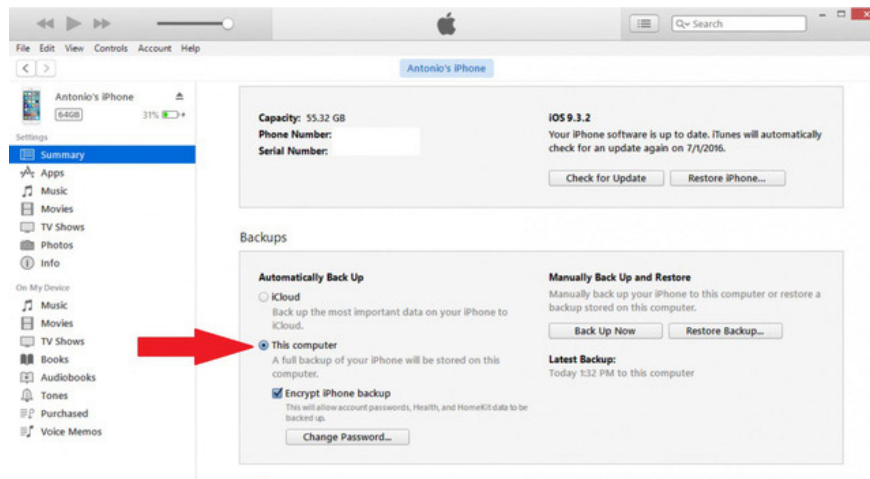 Search
File Edit View Controls Account Help
Antonio's iPhone
Antonio's iPhone
64GB 31%
Settings
Summary
Apps
Music
Movies
TV Shows
Photos
Info
On My Device
Music
Movies
TV Shows
Books
Audiobooks
Tones
Purchased
Voice Memos
Capacity: 55.32 GB
Phone Number:
Serial Number:
iOS 9.3.2
Your iPhone software is up to date. iTunes will automatically
check for an update again on 7/1/2016.
Check for Update Restore iPhone...
Backups
Automatically Back Up
iCloud
Back up the most important data on your iPhone to
iCloud.
This computer
A full backup of your iPhone will be stored on this
computer.
Encrypt iPhone backup
This will allow account passwords, Health, and HomeKit data to be
backed up.
Change Password...
Manually Back Up and Restore
Manually back up your iPhone to this computer or restore a
backup stored on this computer.
Back Up Now Restore Backup...
Latest Backup:
Today 1:32 PM to this computer